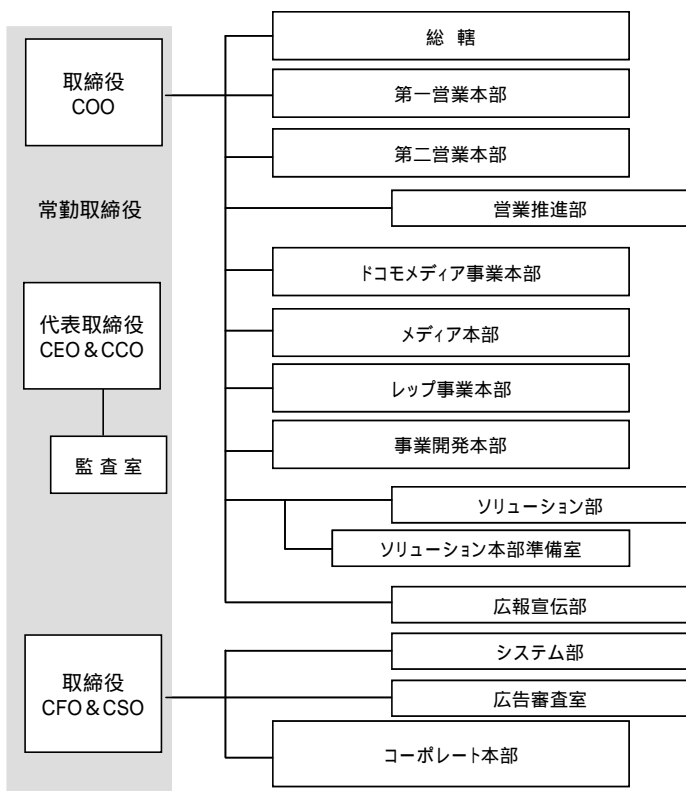 取締役
COO
常勤取締役
代表取締役
CEO & CCO
監 査 室
取締役
CFO & CSO
総 轄
第一営業本部
第二営業本部
営業推進部
ドコモメディア事業本部
メディア本部
レップ事業本部
事業開発本部
ソリューション部
ソリューション本部準備室
広報宣伝部
システム部
広告審査室
コーポレート本部